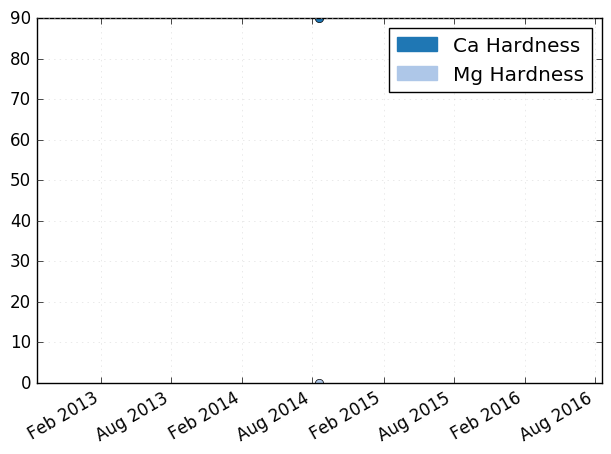 90
80
70
60
50
40
30
20
10
0
Ca Hardness
Mg Hardness
Feb 2013
Aug 2013
Feb 2014
Aug 2014
Feb 2015
Aug 2015
Feb 2016
Aug 2016